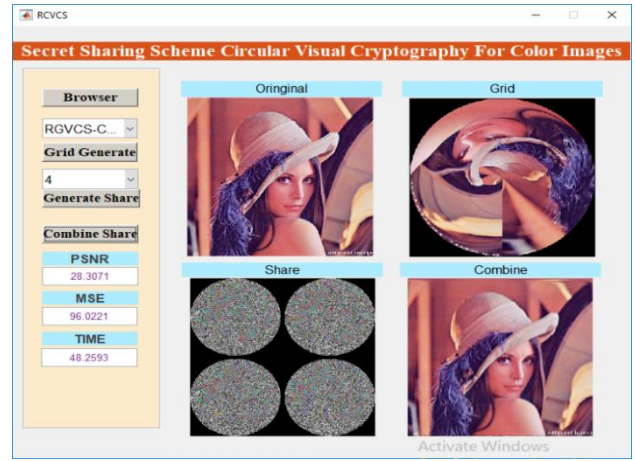 RCVCS
Secret Sharing Scheme Circular Visual Cryptography For Color Images
Browser
RGVCS-C...
Grid Generate
4
Generate Share
Combine Share
PSNR
28.3071
MSE
96.0221
TIME
48.2593
Oringinal
Grid
Share
Combine
Activate Windows